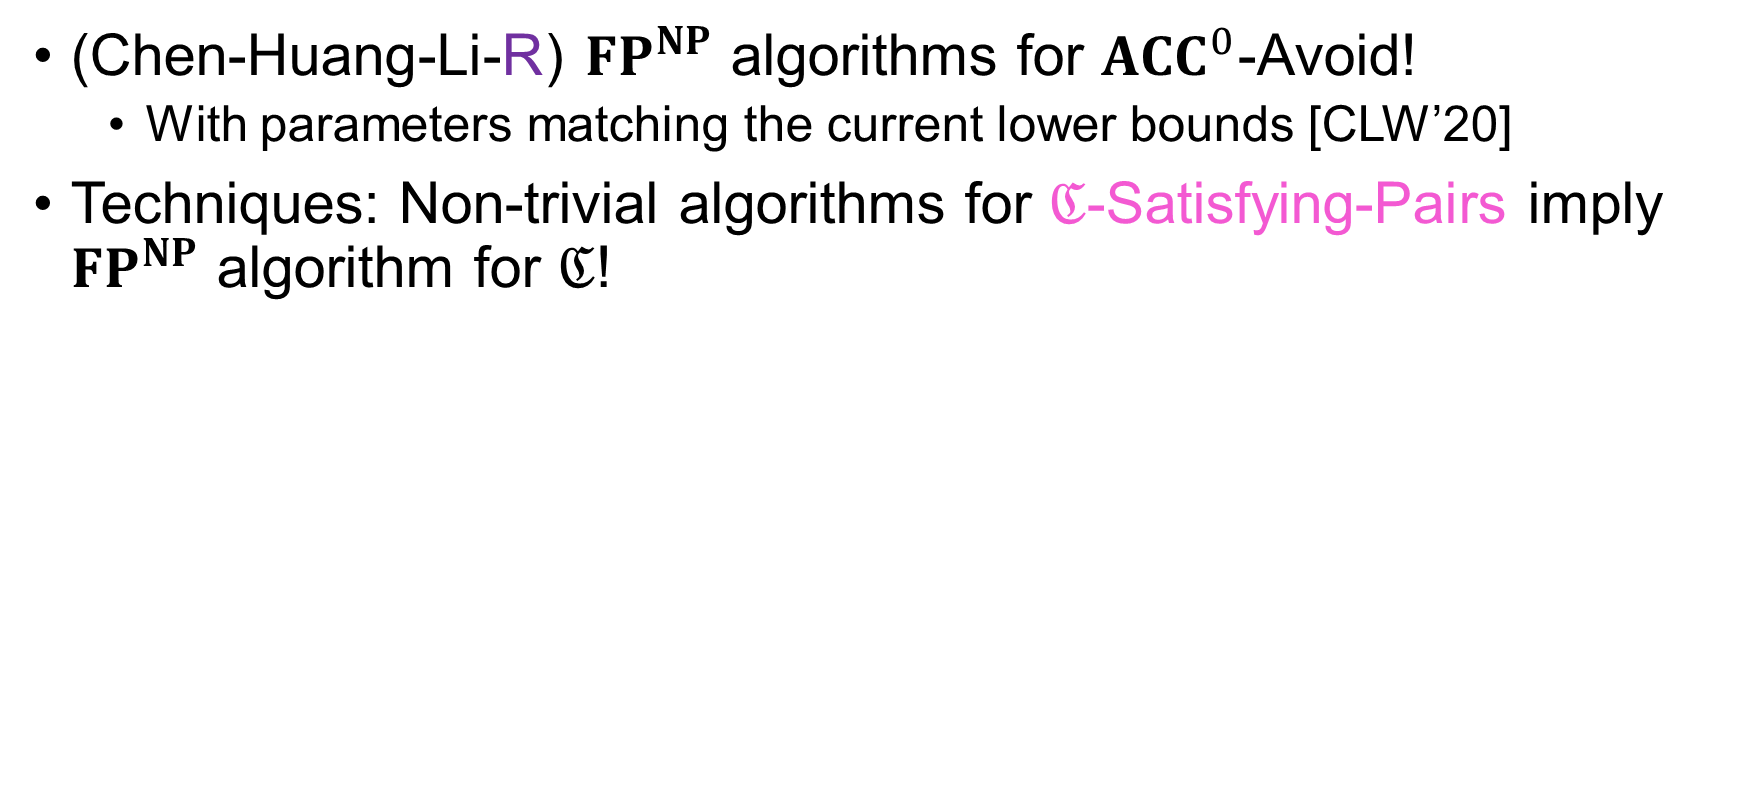 • (Chen-Huang-Li-R) 𝐅𝐏^𝐍𝐏 algorithms for 𝐀𝐂𝐂^0-Avoid!
• With parameters matching the current lower bounds [CLW’20]
• Techniques: Non-trivial algorithms for ℭ-Satisfying-Pairs imply
𝐅𝐏^𝐍𝐏 algorithm for ℭ!